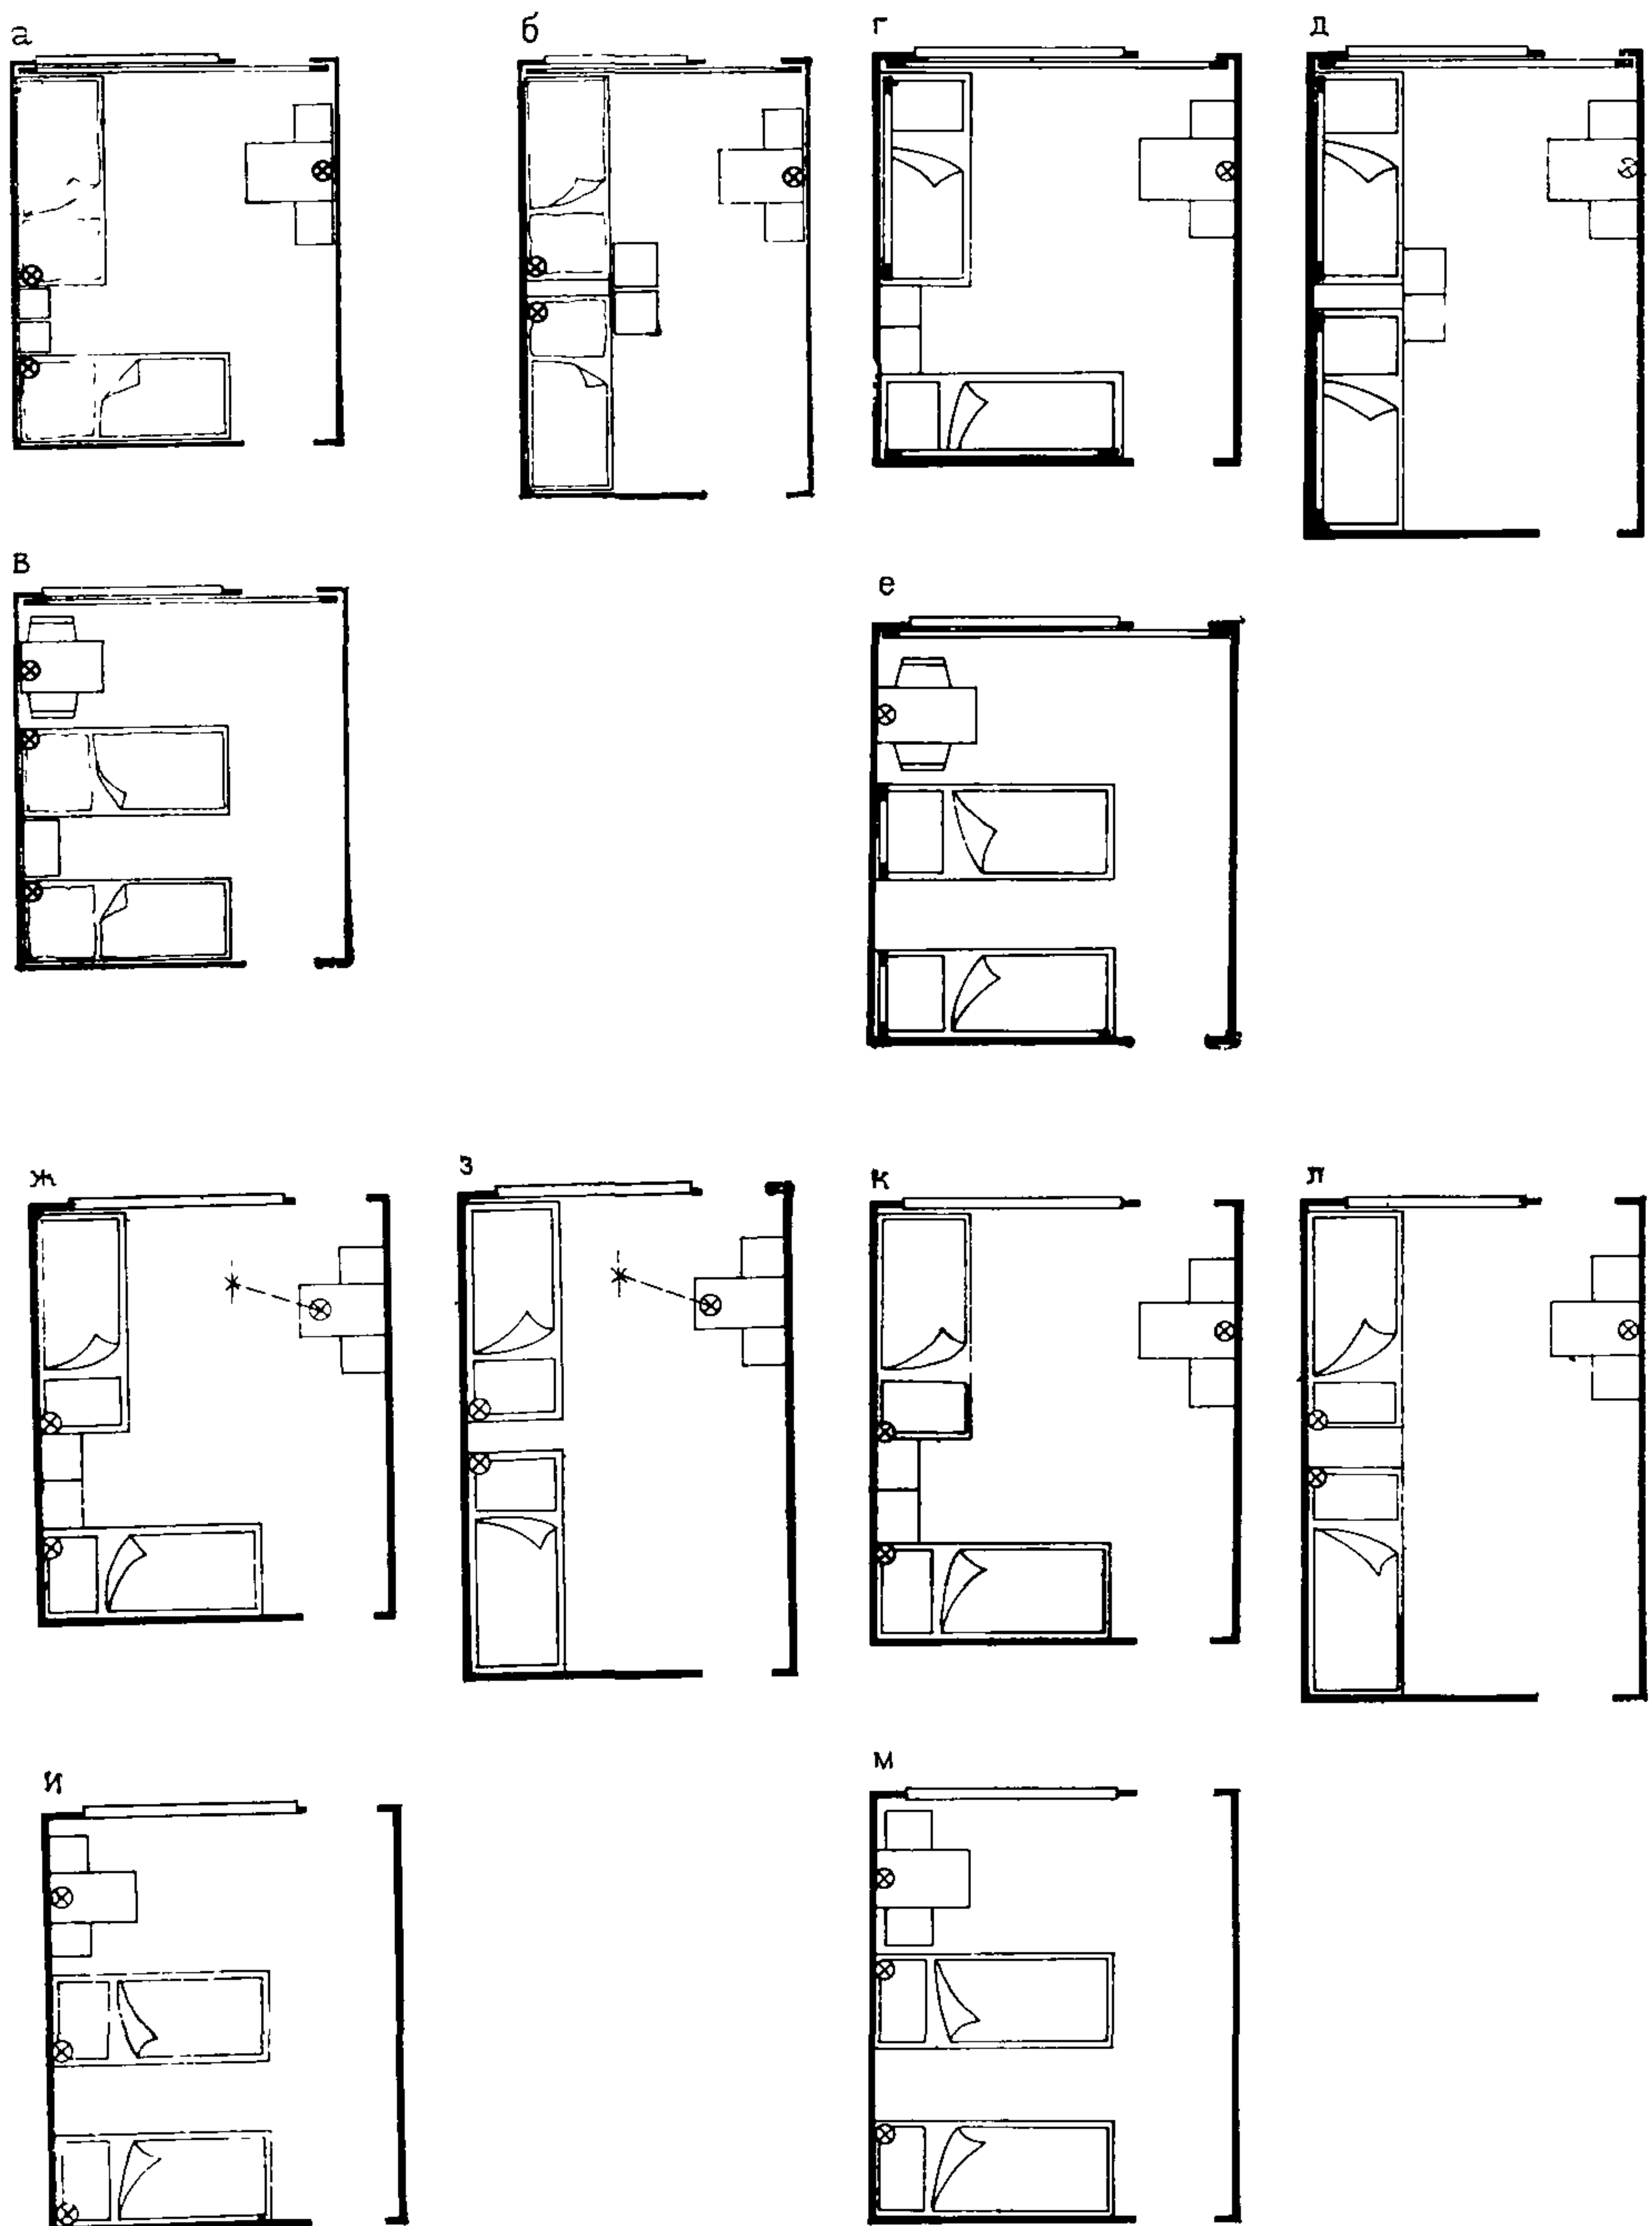 а
б
г
д
в
е
ж
з
к
л
и
м